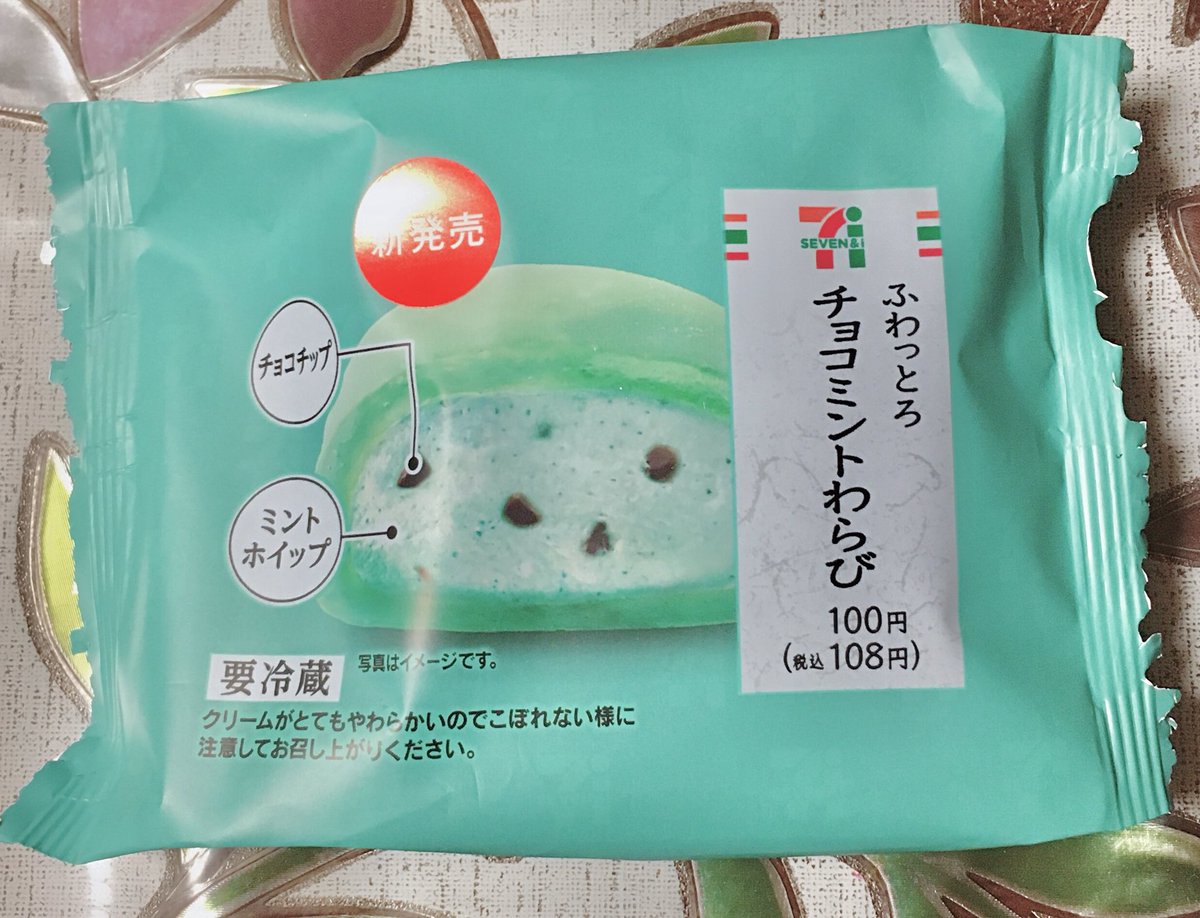 新発売
SEVEN&i
ふわっとろ
チョコミントわらび
100円
(税込108円)
チョコチップ
ミント
ホイップ
要冷蔵
写真はイメージです。
クリームがとてもやわらかいのでこぼれない様に
注意してお召し上がりください。